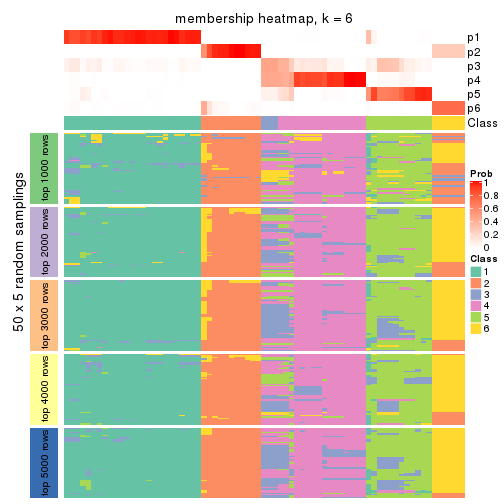 membership heatmap, k = 6
p1
p2
p3
p4
p5
p6
Class
50 x 5 random samplings
top 1000 rows
top 2000 rows
top 3000 rows
top 4000 rows
top 5000 rows
Prob
1
0.8
0.6
0.4
0.2
0
Class
1
2
3
4
5
6